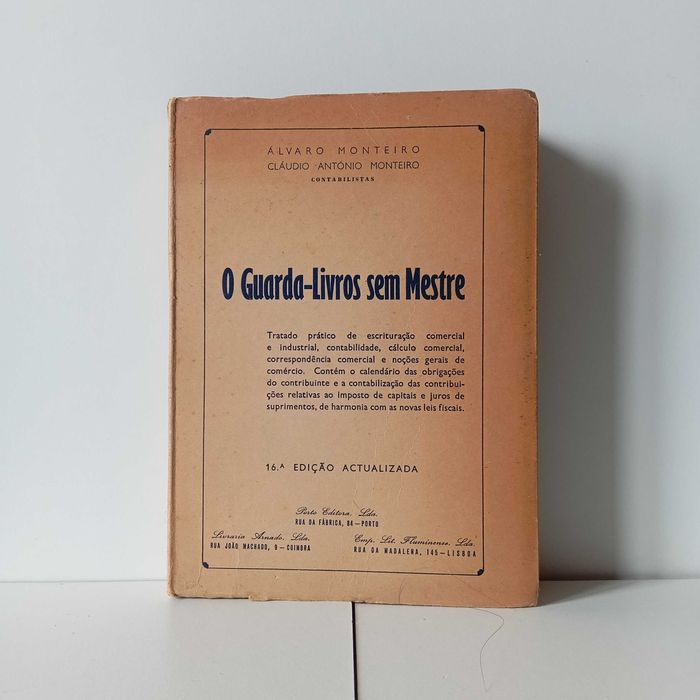 ÁLVARO MONTEIRO
CLÁUDIO ANTÓNIO MONTEIRO
CONTABILISTAS
O Guarda-Livros sem Mestre
Tratado prático de escrituração comercial
e industrial, contabilidade, cálculo comercial,
correspondência comercial e noções gerais de
comércio. Contém o calendário das obrigações
do contribuinte e a contabilização das contribui-
ções relativas ao imposto de capitais e juros de
suprimentos, de harmonia com as novas leis fiscais.
16.ª EDIÇÃO ACTUALIZADA
Porto Editora, Lda.
RUA DA FÁBRICA, 84 — PORTO
Livraria Arnado, Lda.
RUA JOÃO MACHADO, 9 — COIMBRA
Emp. Lit. Fluminense, Lda.
RUA DA MADALENA, 145 — LISBOA